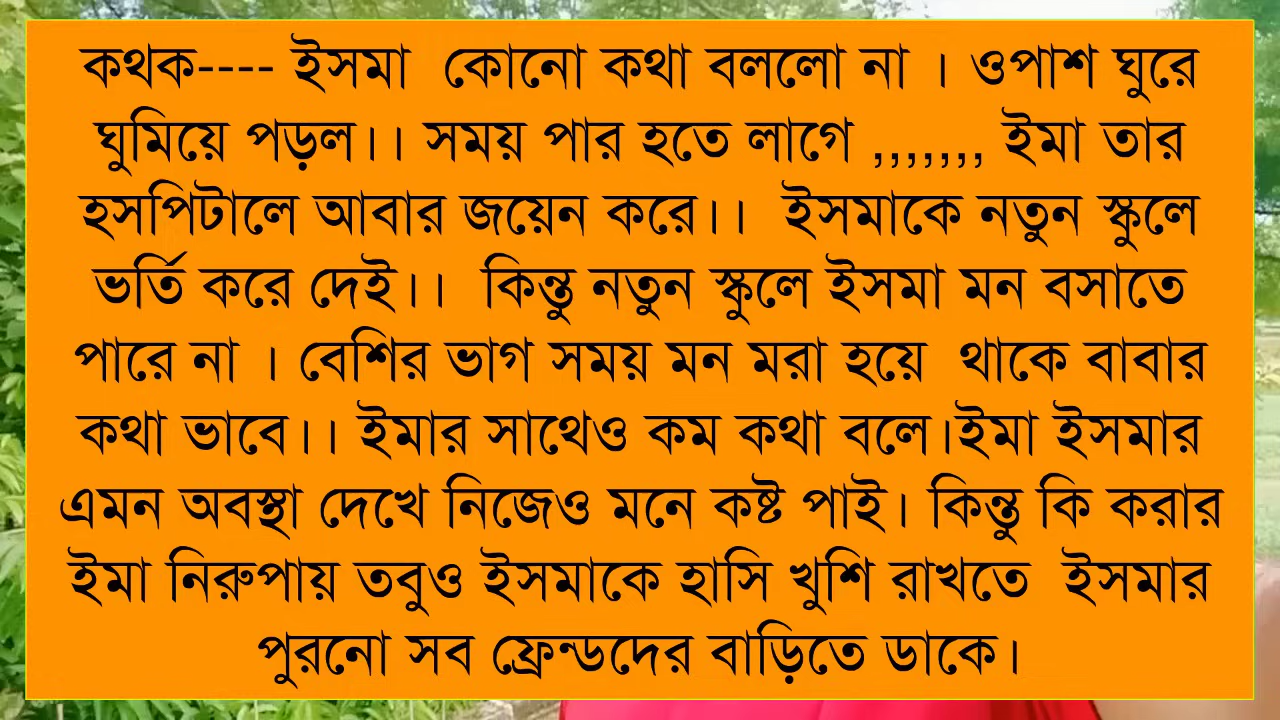 কথক---- ইসমা  কোনো কথা বললো না । ওপাশ ঘুরে
ঘুমিয়ে পড়ল।। সময় পার হতে লাগে ,,,,,,, ইমা তার
হসপিটালে আবার জয়েন করে।।  ইসমাকে নতুন স্কুলে
ভর্তি করে দেই।।  কিন্তু নতুন স্কুলে ইসমা মন বসাতে
পারে না । বেশির ভাগ সময় মন মরা হয়ে  থাকে বাবার
কথা ভাবে।। ইমার সাথেও কম কথা বলে।ইমা ইসমার
এমন অবস্থা দেখে নিজেও মনে কষ্ট পাই। কিন্তু কি করার
ইমা নিরুপায় তবুও ইসমাকে হাসি খুশি রাখতে  ইসমার
পুরনো সব ফ্রেন্ডদের বাড়িতে ডাকে।